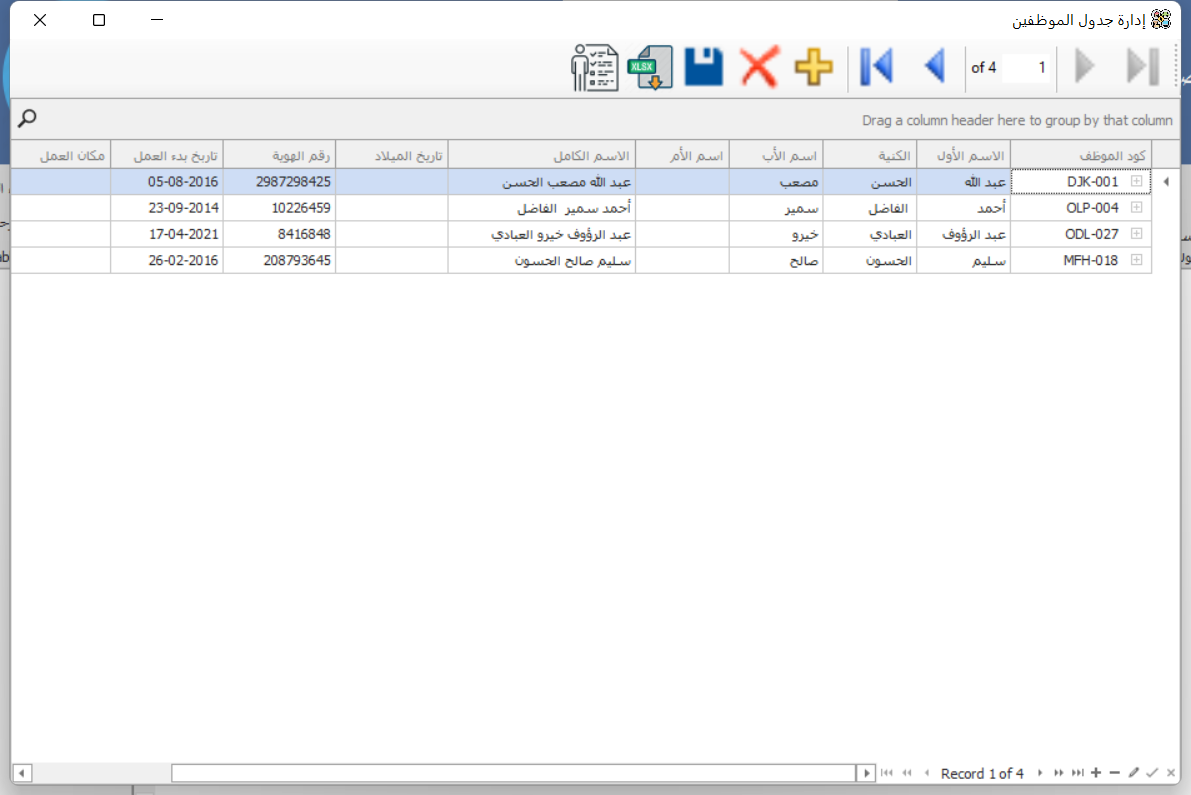 إدارة جدول الموظفين
XLSX
of 4 1
Drag a column header here to group by that column
كود الموظف الاسم الأول الكنية اسم الأب اسم الأم الاسم الكامل تاريخ الميلاد رقم الهوية تاريخ بدء العمل مكان العمل
DJK-001 عبد الله الحسن مصعب عبد الله مصعب الحسن 2987298425 05-08-2016
OLP-004 أحمد الفاضل سمير أحمد سمير الفاضل 10226459 23-09-2014
ODL-027 عبد الرؤوف العبادي خيرو عبد الرؤوف خيرو العبادي 8416848 17-04-2021
MFH-018 سليم الحسون صالح سليم صالح الحسون 208793645 26-02-2016
Record 1 of 4